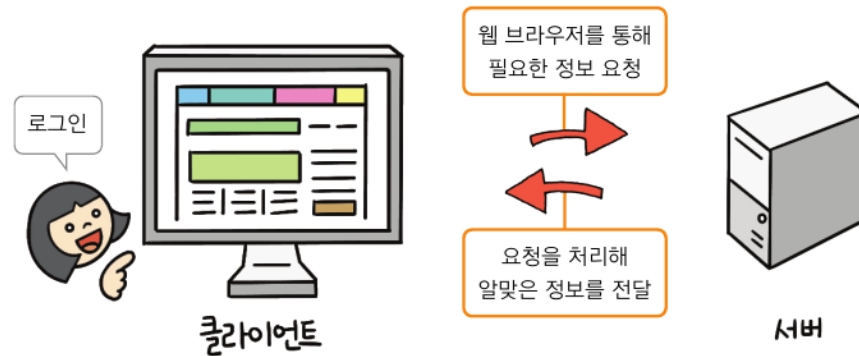 웹 브라우저를 통해
필요한 정보 요청
로그인
요청을 처리해
알맞은 정보를 전달
클라이언트
서버